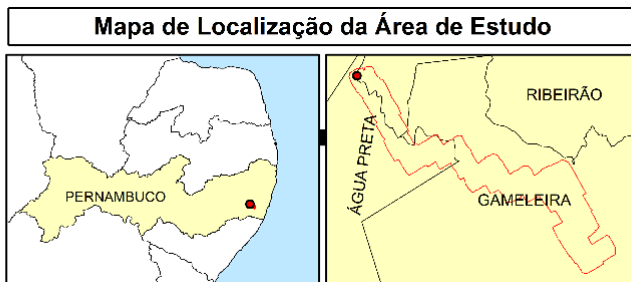 Mapa de Localização da Área de Estudo
PERNAMBUCO
RIBEIRÃO
ÁGUA PRETA
GAMELEIRA